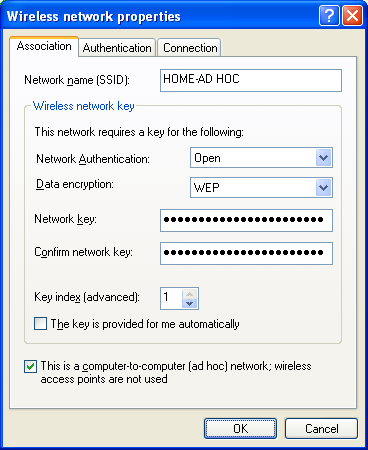 Wireless network properties
Association Authentication Connection
Network name (SSID): HOME-AD HOC
Wireless network key
This network requires a key for the following:
Network Authentication: Open
Data encryption: WEP
Network key: ●●●●●●●●●●●●●●●●●●●●●●●
Confirm network key: ●●●●●●●●●●●●●●●●●●●●●●●
Key index (advanced): 1
The key is provided for me automatically
This is a computer-to-computer (ad hoc) network; wireless
access points are not used
OK Cancel